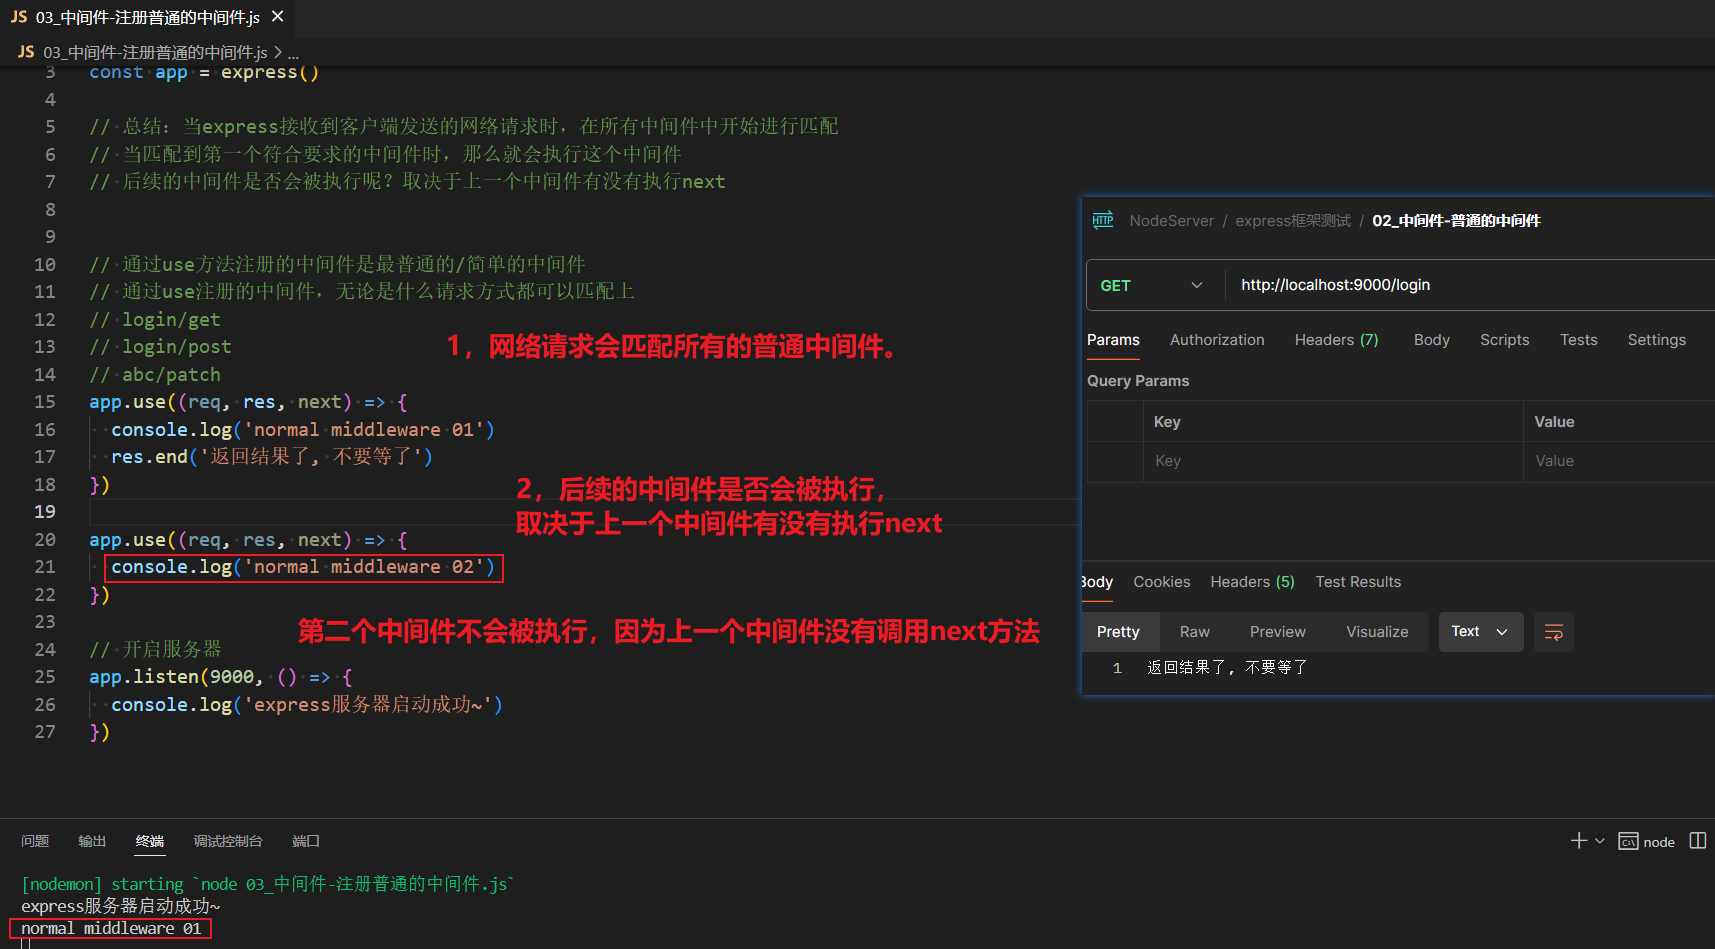 JS 03_中间件-注册普通的中间件.js ×
JS 03_中间件-注册普通的中间件.js > ...
3 const app = express()
4
5 // 总结：当express接收到客户端发送的网络请求时，在所有中间件中开始进行匹配
6 // 当匹配到第一个符合要求的中间件时，那么就会执行这个中间件
7 // 后续的中间件是否会被执行呢？取决于上一个中间件有没有执行next
8
9
10 // 通过use方法注册的中间件是最普通的/简单的中间件
11 // 通过use注册的中间件，无论是什么请求方式都可以匹配上
12 // login/get
13 // login/post
14 // abc/patch
1，网络请求会匹配所有的普通中间件。
15 app.use((req, res, next) => {
16 console.log('normal middleware 01')
17 res.end('返回结果了, 不要等了')
18 })
2，后续的中间件是否会被执行，
取决于上一个中间件有没有执行next
19
20 app.use((req, res, next) => {
21 console.log('normal middleware 02')
22 })
23
第二个中间件不会被执行，因为上一个中间件没有调用next方法
24 // 开启服务器
25 app.listen(9000, () => {
26 console.log('express服务器启动成功~')
27 })
HTTP NodeServer / express框架测试 / 02_中间件-普通的中间件
GET http://localhost:9000/login
Params Authorization Headers (7) Body Scripts Tests Settings
Query Params
Key Value
Key Value
Body Cookies Headers (5) Test Results
Pretty Raw Preview Visualize Text
1 返回结果了, 不要等了
问题 输出 终端 调试控制台 端口 node
[nodemon] starting `node 03_中间件-注册普通的中间件.js`
express服务器启动成功~
normal middleware 01